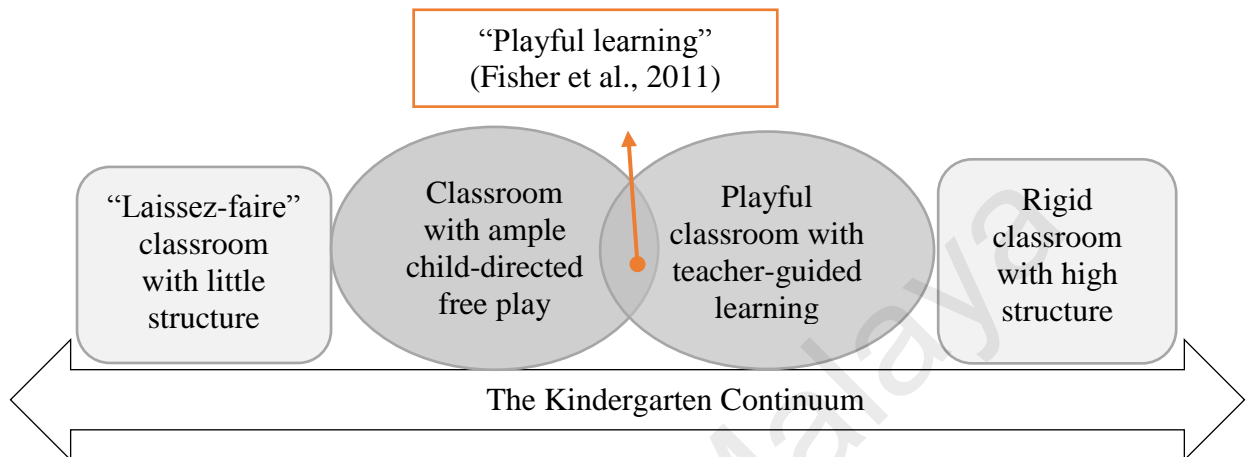 “Playful learning”
(Fisher et al., 2011)
“Laissez-faire”
classroom
with little
structure
Classroom
with ample
child-directed
free play
Playful
classroom with
teacher-guided
learning
Rigid
classroom
with high
structure
The Kindergarten Continuum
Malaya